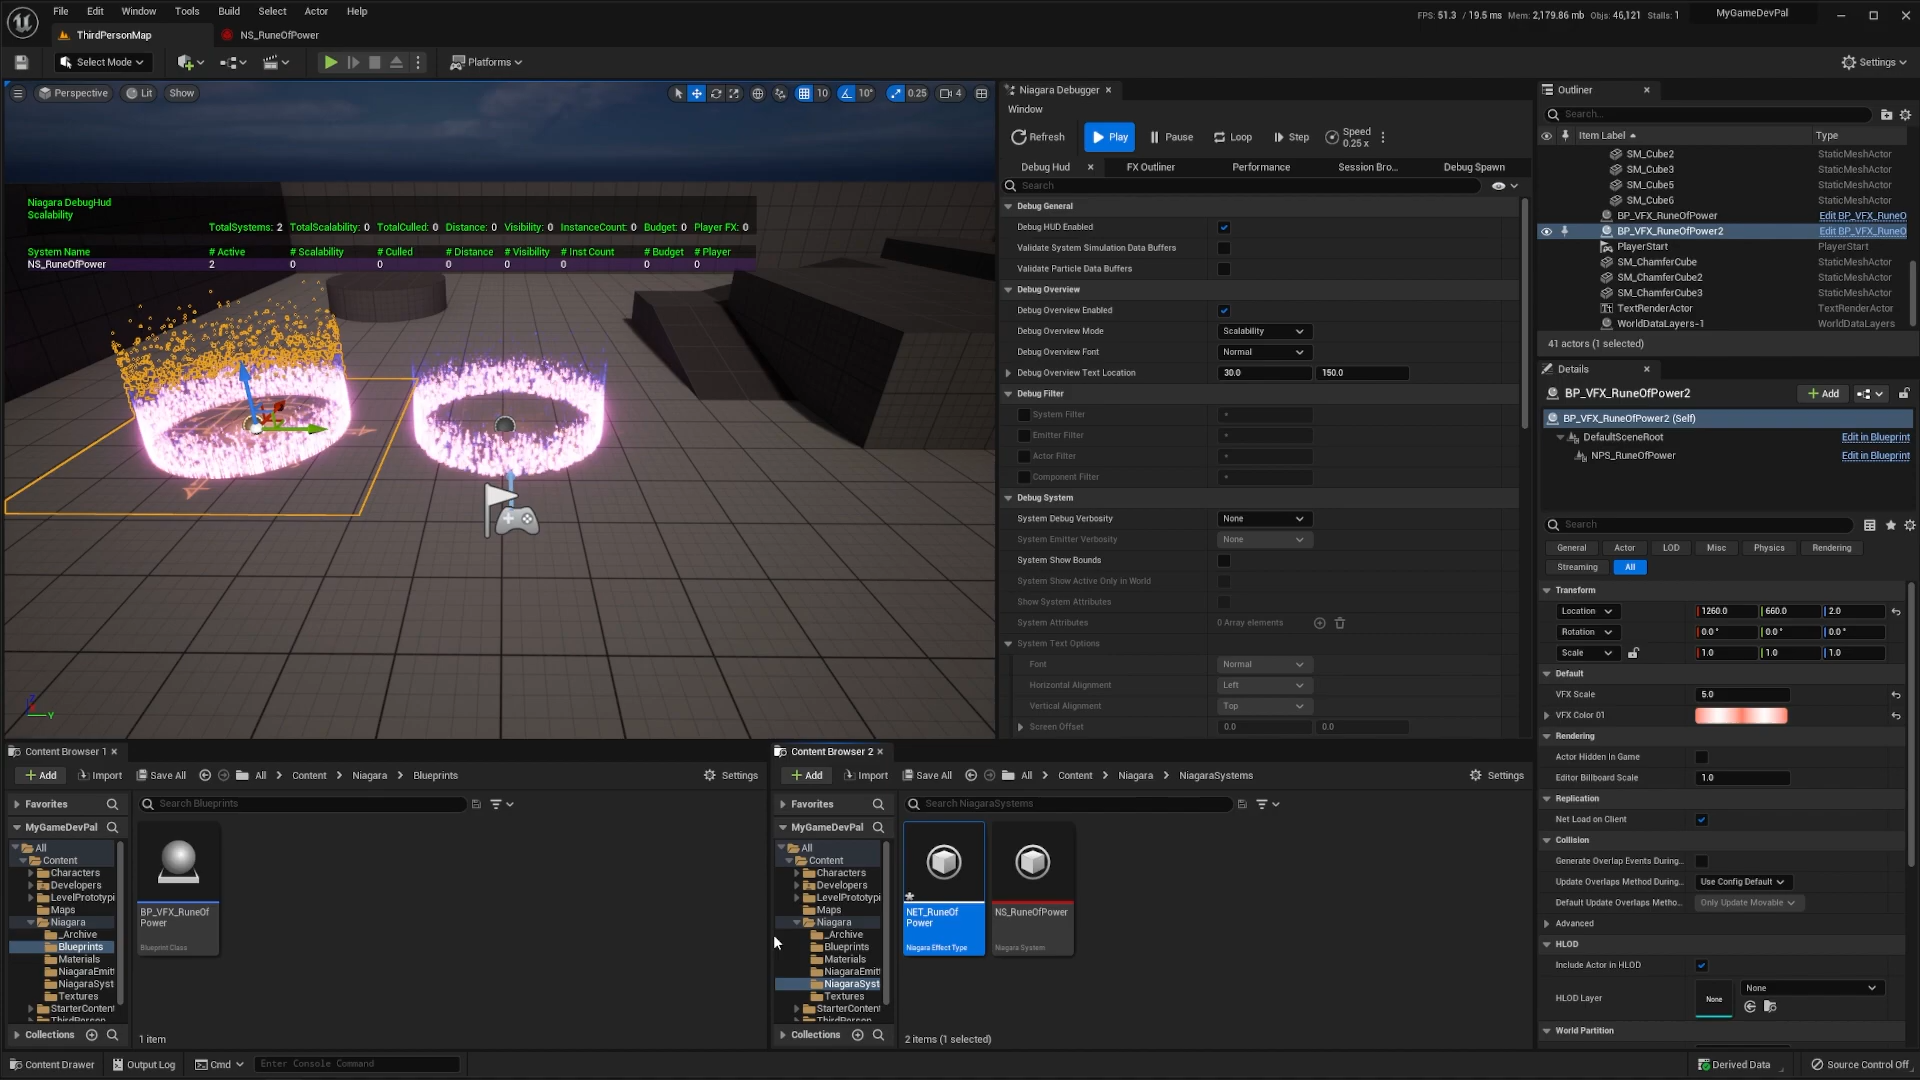 File Edit Window Tools Build Select Actor Help
FPS: 51.3 / 19.5 ms Mem: 2,179.86 mb Objs: 46,121 Stalls: 1
MyGameDevPal
ThirdPersonMap
NS_RuneOfPower
Select Mode
Platforms
Settings
Perspective
Lit
Show
10
10°
0.25
4
Niagara DebugHud
Scalability
TotalSystems: 2 TotalScalability: 0 TotalCulled: 0 Distance: 0 Visibility: 0 InstanceCount: 0 Budget: 0 Player FX: 0
System Name # Active # Scalability # Culled # Distance # Visibility # Inst Count # Budget # Player
NS_RuneOfPower 2 0 0 0 0 0 0 0
Niagara Debugger
Window
Refresh
Play
Pause
Loop
Step
Speed
0.25 x
Debug Hud
FX Outliner
Performance
Session Bro...
Debug Spawn
Search
Debug General
Debug HUD Enabled
Validate System Simulation Data Buffers
Validate Particle Data Buffers
Debug Overview
Debug Overview Enabled
Debug Overview Mode Scalability
Debug Overview Font Normal
Debug Overview Text Location 30.0 150.0
Debug Filter
System Filter *
Emitter Filter *
Actor Filter *
Component Filter *
Debug System
System Debug Verbosity None
System Emitter Verbosity None
System Show Bounds
System Show Active Only in World
Show System Attributes
System Attributes 0 Array elements
System Text Options
Font Normal
Horizontal Alignment Left
Vertical Alignment Top
Screen Offset 0.0 0.0
Outliner
Search...
Item Label Type
SM_Cube2 StaticMeshActor
SM_Cube3 StaticMeshActor
SM_Cube5 StaticMeshActor
SM_Cube6 StaticMeshActor
BP_VFX_RuneOfPower Edit BP_VFX_RuneO
BP_VFX_RuneOfPower2 Edit BP_VFX_RuneO
PlayerStart PlayerStart
SM_ChamferCube StaticMeshActor
SM_ChamferCube2 StaticMeshActor
SM_ChamferCube3 StaticMeshActor
TextRenderActor TextRenderActor
WorldDataLayers-1 WorldDataLayers
41 actors (1 selected)
Details
BP_VFX_RuneOfPower2
Add
BP_VFX_RuneOfPower2 (Self)
DefaultSceneRoot Edit in Blueprint
NPS_RuneOfPower Edit in Blueprint
Search
General Actor LOD Misc Physics Rendering
Streaming All
Transform
Location 1260.0 660.0 2.0
Rotation 0.0° 0.0° 0.0°
Scale 1.0 1.0 1.0
Default
VFX Scale 5.0
VFX Color 01
Rendering
Actor Hidden In Game
Editor Billboard Scale 1.0
Replication
Net Load on Client
Collision
Generate Overlap Events During...
Update Overlaps Method During... Use Config Default
Default Update Overlaps Metho... Only Update Movable
Advanced
HLOD
Include Actor in HLOD
HLOD Layer None None
World Partition
Content Browser 1
Add
Import
Save All
All > Content > Niagara > Blueprints
Settings
Favorites
Search Blueprints
MyGameDevPal
All
Content
Characters
Developers
LevelPrototypi
Maps
Niagara
_Archive
Blueprints
Materials
NiagaraEmit
NiagaraSyst
Textures
StarterContent
Collections
BP_VFX_RuneOf
Power
Blueprint Class
1 item
Content Browser 2
Add
Import
Save All
All > Content > Niagara > NiagaraSystems
Settings
Favorites
Search NiagaraSystems
MyGameDevPal
All
Content
Characters
Developers
LevelPrototypi
Maps
Niagara
_Archive
Blueprints
Materials
NiagaraEmit
NiagaraSyst
Textures
StarterContent
Collections
NET_RuneOf
Power
Niagara Effect Type
NS_RuneOfPower
Niagara System
2 items (1 selected)
Content Drawer
Output Log
Cmd
Enter Console Command
Derived Data
Source Control Off